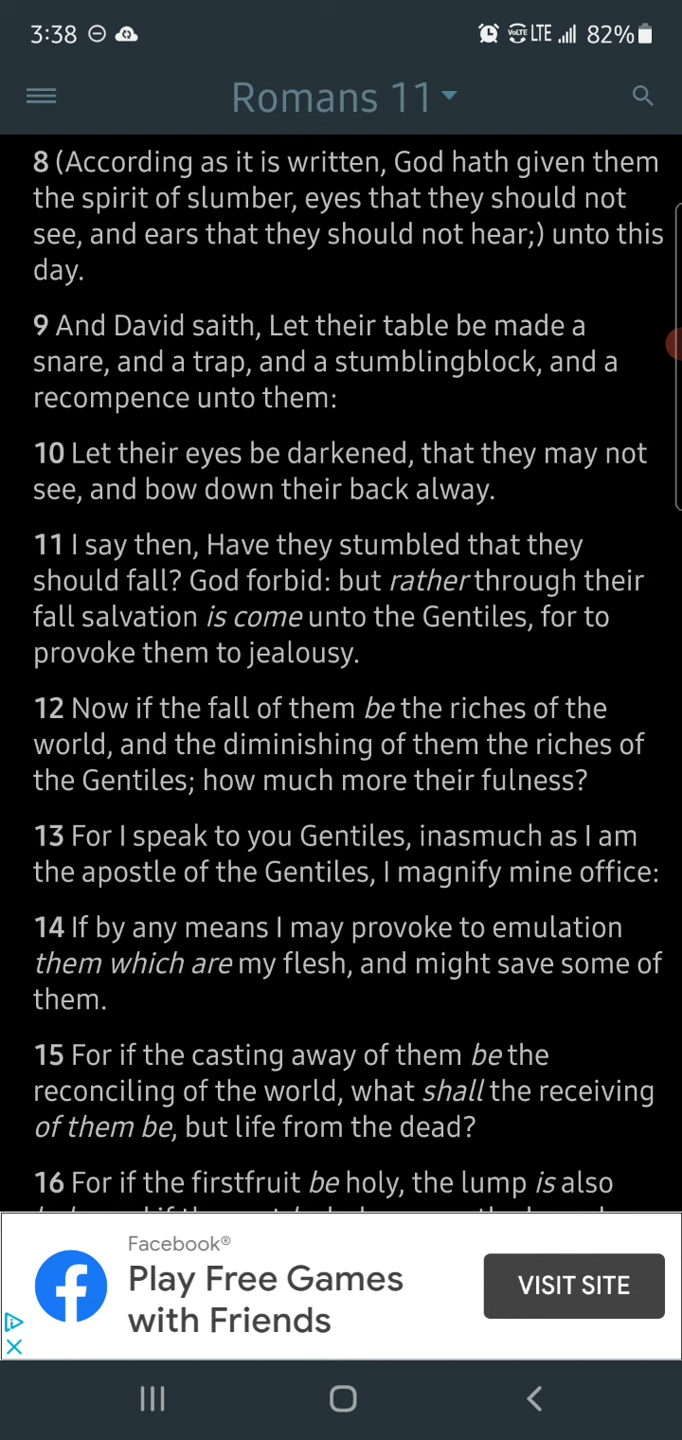 3:38 LTE 82%
Romans 11
8 (According as it is written, God hath given them
the spirit of slumber, eyes that they should not
see, and ears that they should not hear;) unto this
day.
9 And David saith, Let their table be made a
snare, and a trap, and a stumblingblock, and a
recompence unto them:
10 Let their eyes be darkened, that they may not
see, and bow down their back alway.
11 I say then, Have they stumbled that they
should fall? God forbid: but rather through their
fall salvation is come unto the Gentiles, for to
provoke them to jealousy.
12 Now if the fall of them be the riches of the
world, and the diminishing of them the riches of
the Gentiles; how much more their fulness?
13 For I speak to you Gentiles, inasmuch as I am
the apostle of the Gentiles, I magnify mine office:
14 If by any means I may provoke to emulation
them which are my flesh, and might save some of
them.
15 For if the casting away of them be the
reconciling of the world, what shall the receiving
of them be, but life from the dead?
16 For if the firstfruit be holy, the lump is also
Facebook®
Play Free Games
with Friends
VISIT SITE